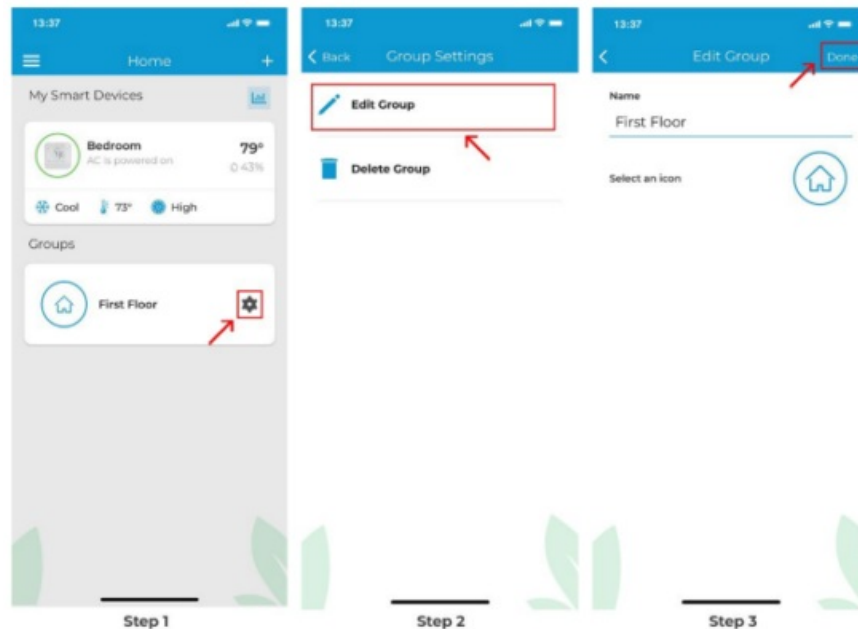 13:37
Home
+
My Smart Devices
Bedroom
AC is powered on
79°
43%
Cool
73°
High
Groups
First Floor
Step 1
13:37
Back
Group Settings
Edit Group
Delete Group
Step 2
13:37
Edit Group
Done
Name
First Floor
Select an icon
Step 3